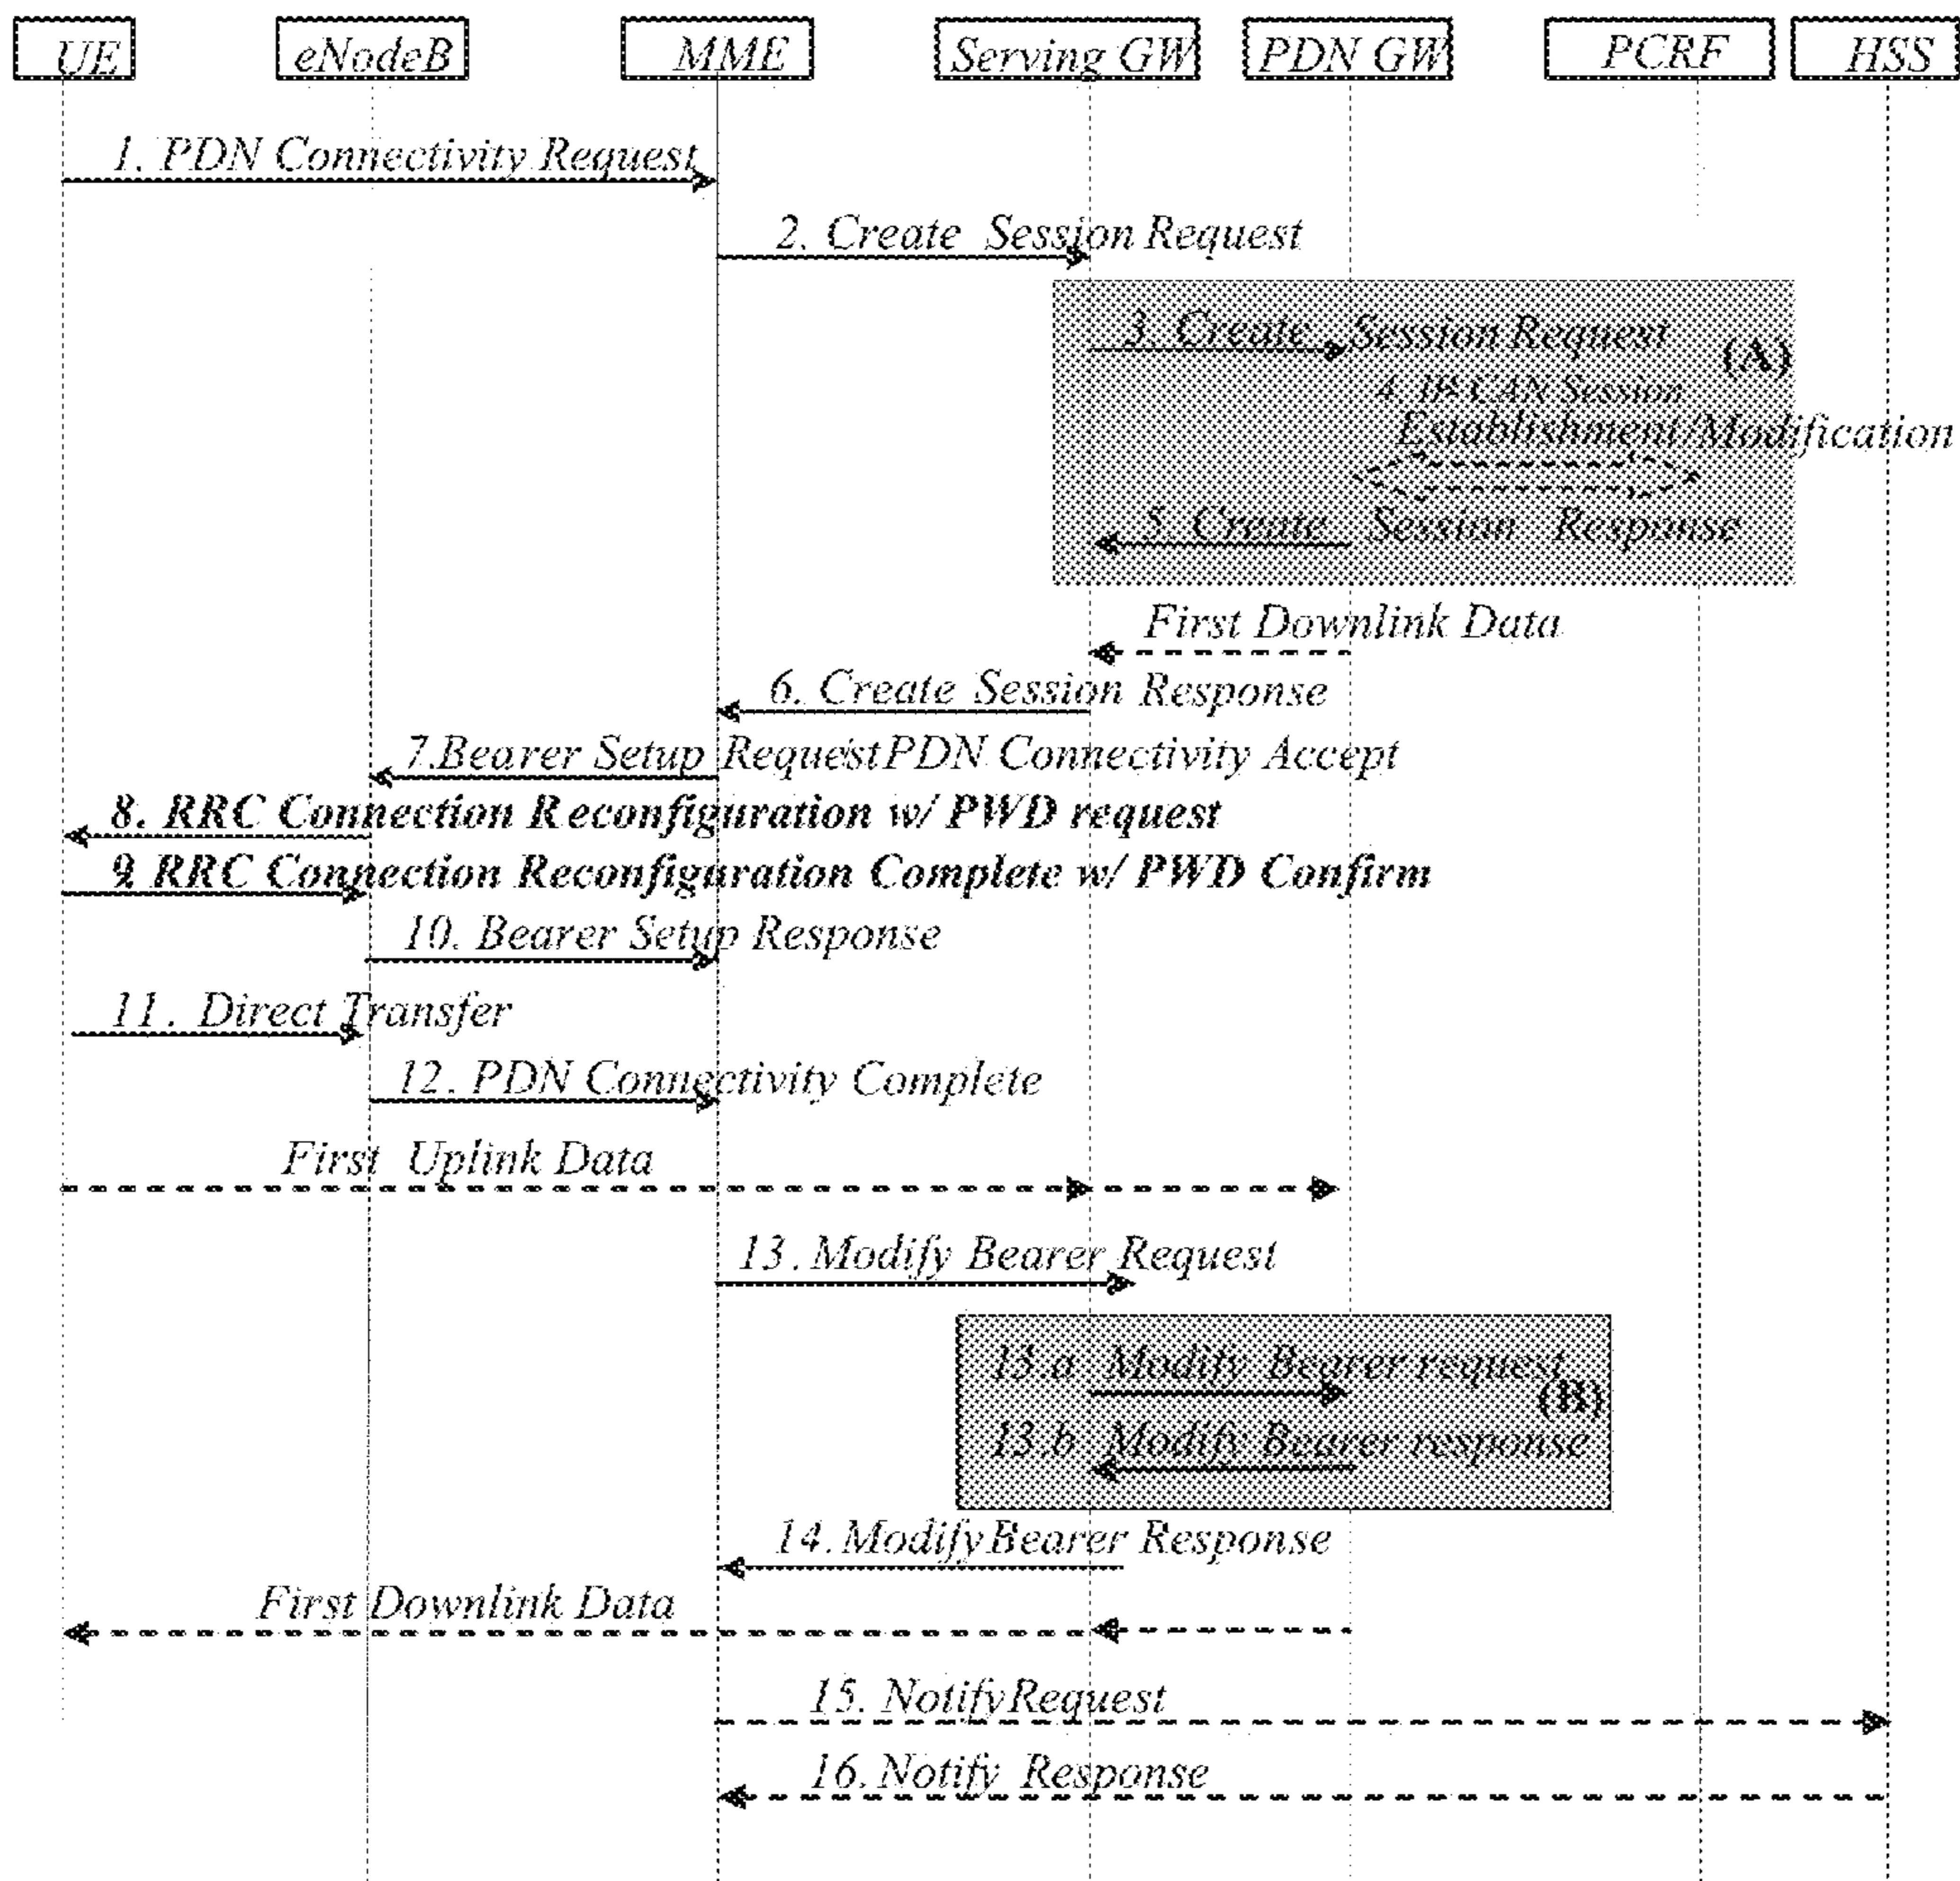 UE eNodeB MME Serving GW PDN GW PCRF HSS
1. PDN Connectivity Request
2. Create Session Request
3. Create Session Request
(A)
4. IP-CAN Session
Establishment/Modification
5. Create Session Response
First Downlink Data
6. Create Session Response
7.Bearer Setup Request PDN Connectivity Accept
8. RRC Connection Reconfiguration w/ PWD request
9. RRC Connection Reconfiguration Complete w/ PWD Confirm
10. Bearer Setup Response
11. Direct Transfer
12. PDN Connectivity Complete
First Uplink Data
13. Modify Bearer Request
13.a Modify Bearer request
(B)
13.b Modify Bearer response
14. Modify Bearer Response
First Downlink Data
15. Notify Request
16. Notify Response